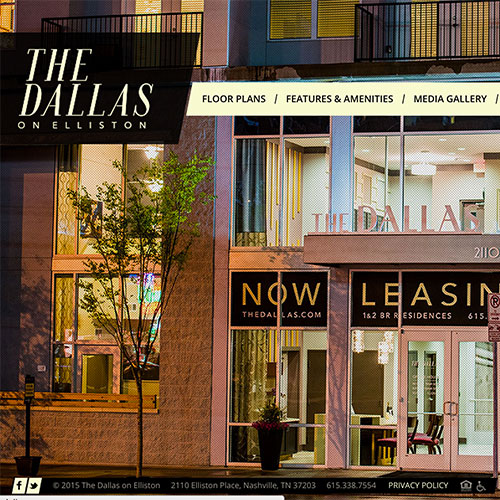 THE
DALLAS
ON ELLISTON
FLOOR PLANS / FEATURES & AMENITIES / MEDIA GALLERY /
THE DALLAS
2110
NOW LEASIN
THEDALLAS.COM
1&2 BR RESIDENCES 615.
© 2015 The Dallas on Elliston 2110 Elliston Place, Nashville, TN 37203 615.338.7554 PRIVACY POLICY